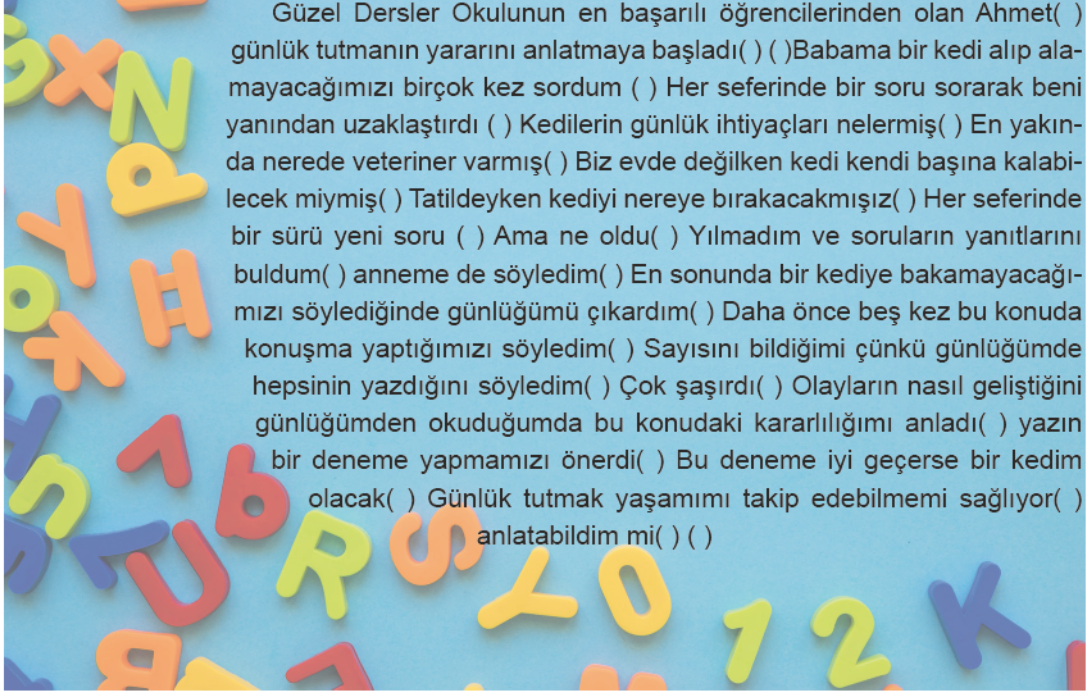 Güzel Dersler Okulunun en başarılı öğrencilerinden olan Ahmet( )
günlük tutmanın yararını anlatmaya başladı( ) ( )Babama bir kedi alıp ala-
mayacağımızı birçok kez sordum ( ) Her seferinde bir soru sorarak beni
yanından uzaklaştırdı ( ) Kedilerin günlük ihtiyaçları nelermiş( ) En yakın-
da nerede veteriner varmış( ) Biz evde değilken kedi kendi başına kalabi-
lecek miymiş( ) Tatildeyken kediyi nereye bırakacakmışız( ) Her seferinde
bir sürü yeni soru ( ) Ama ne oldu( ) Yılmadım ve soruların yanıtlarını
buldum( ) anneme de söyledim( ) En sonunda bir kediye bakamayacağı-
mızı söylediğinde günlüğümü çıkardım( ) Daha önce beş kez bu konuda
konuşma yaptığımızı söyledim( ) Sayısını bildiğimi çünkü günlüğümde
hepsinin yazdığını söyledim( ) Çok şaşırdı( ) Olayların nasıl geliştiğini
günlüğümden okuduğumda bu konudaki kararlılığımı anladı( ) yazın
bir deneme yapmamızı önerdi( ) Bu deneme iyi geçerse bir kedim
olacak( ) Günlük tutmak yaşamımı takip edebilmemi sağlıyor( )
anlatabildim mi( ) ( )